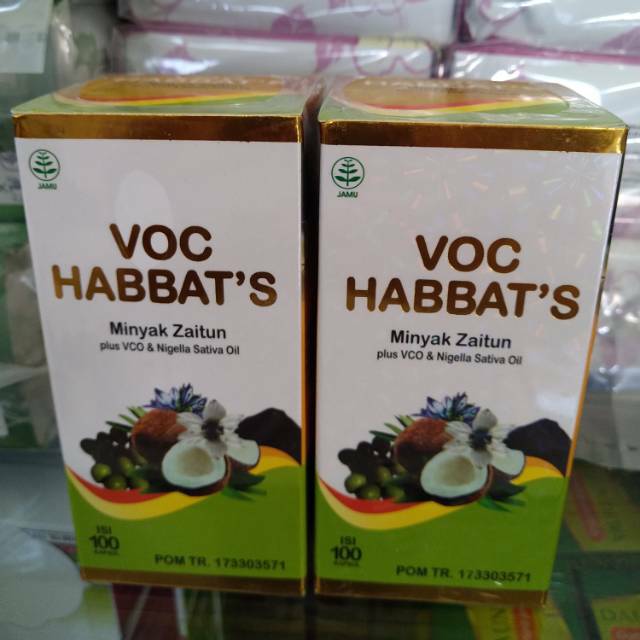 JAMU
VOC
HABBAT'S
Minyak Zaitun
plus VCO & Nigella Sativa Oil
ISI
100
KAPSUL
POM TR. 173303571
JAMU
VOC
HABBAT'S
Minyak Zaitun
plus VCO & Nigella Sativa Oil
ISI
100
KAPSUL
POM TR. 173303571